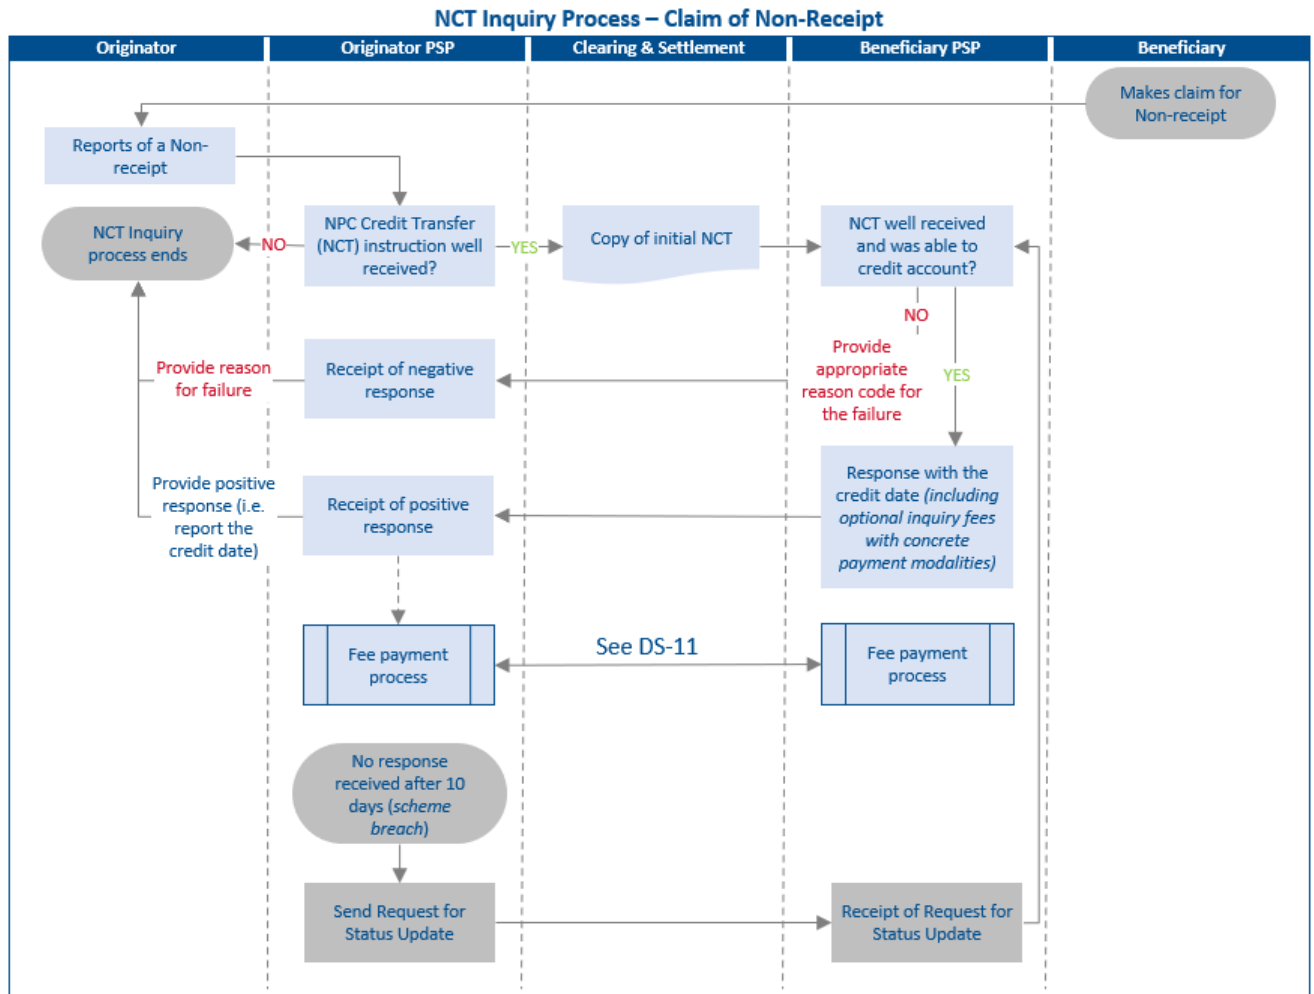 NCT Inquiry Process – Claim of Non-Receipt
Originator
Originator PSP
Clearing & Settlement
Beneficiary PSP
Beneficiary
Makes claim for
Non-receipt
Reports of a Non-
receipt
NCT Inquiry
process ends
NO
NPC Credit Transfer
(NCT) instruction well
received?
YES
Copy of initial NCT
NCT well received
and was able to
credit account?
NO
Provide
appropriate
reason code for
the failure
YES
Provide reason
for failure
Receipt of negative
response
Provide positive
response (i.e.
report the
credit date)
Receipt of positive
response
Response with the
credit date (including
optional inquiry fees
with concrete
payment modalities)
Fee payment
process
See DS-11
Fee payment
process
No response
received after 10
days (scheme
breach)
Send Request for
Status Update
Receipt of Request for
Status Update